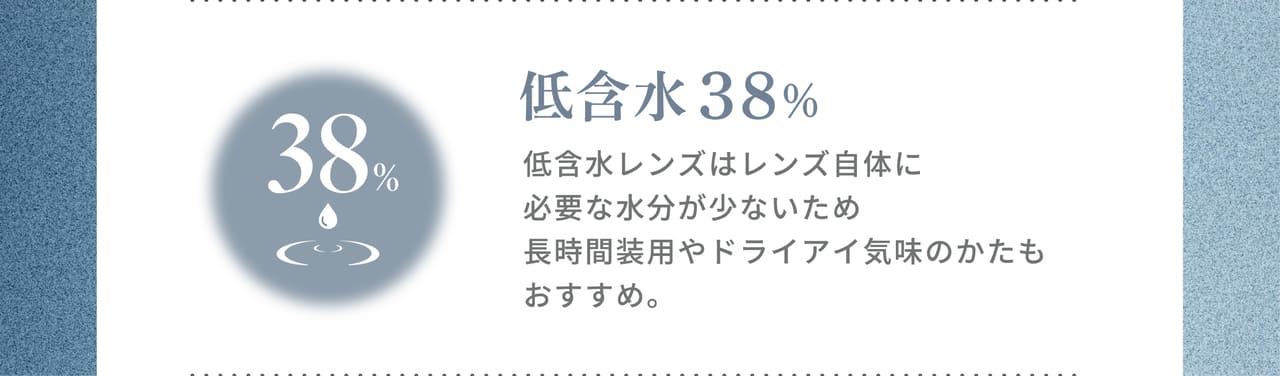 38%
低含水38%
低含水レンズはレンズ自体に
必要な水分が少ないため
長時間装用やドライアイ気味のかたも
おすすめ。